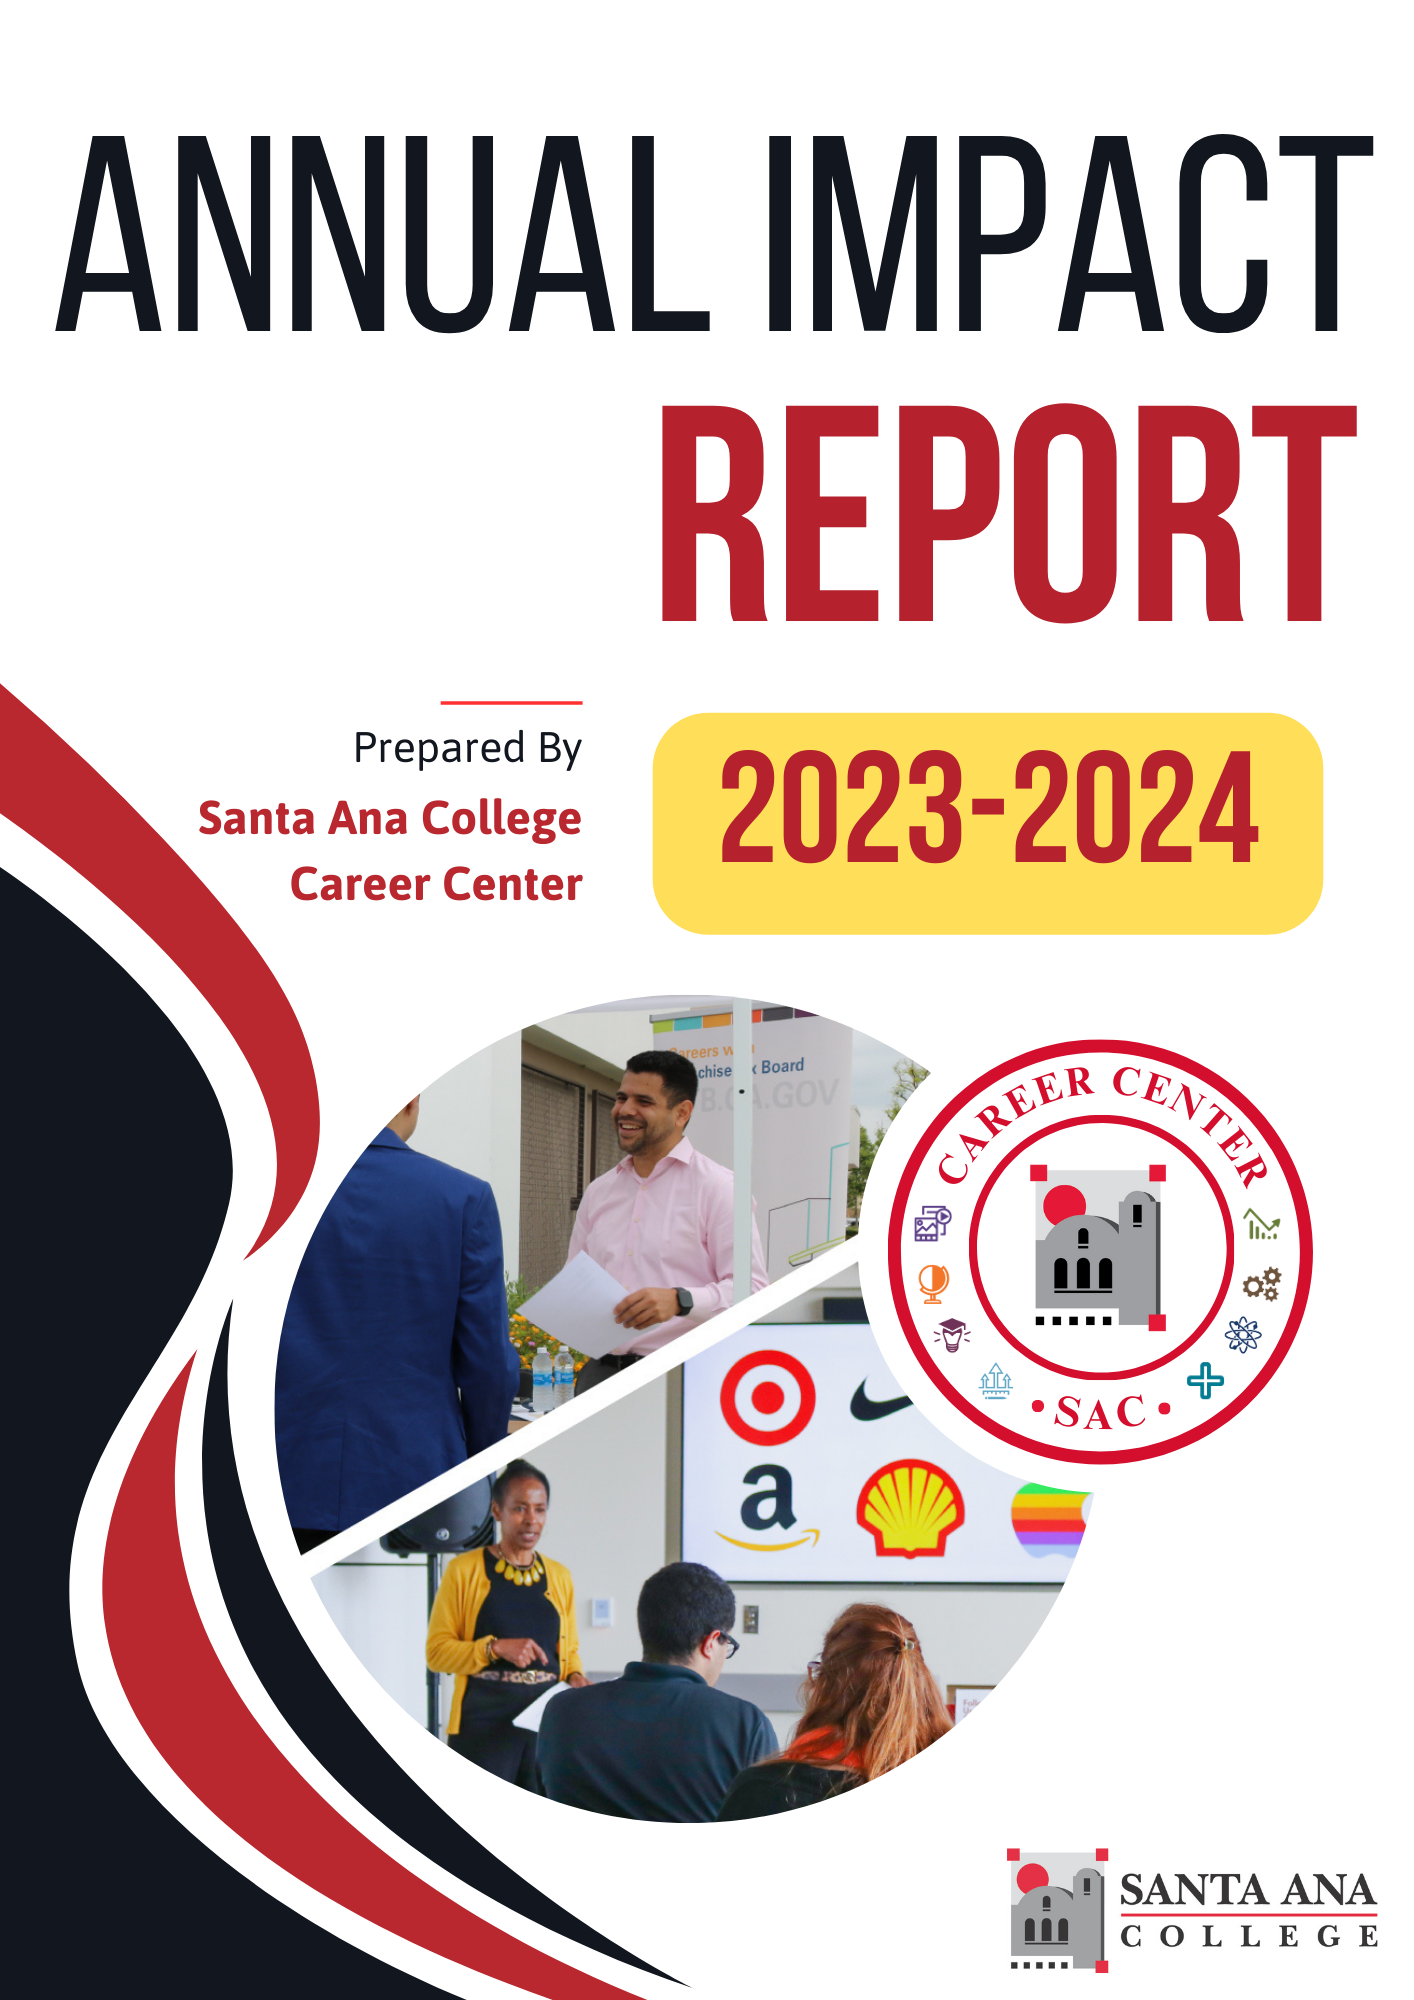 ANNUAL IMPACT
REPORT
Prepared By
Santa Ana College
Career Center
2023-2024
Careers
Board
CAREER CENTER
• SAC •
a
SANTA ANA
COLLEGE